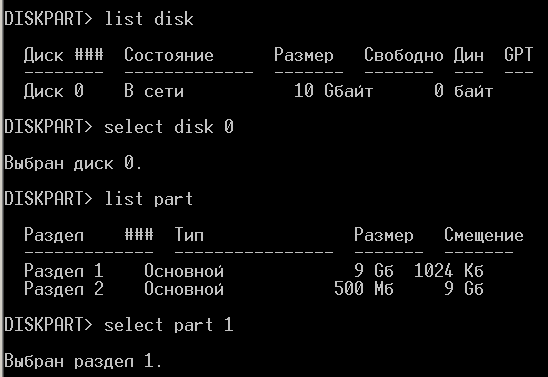 DISKPART> list disk
Диск ### Состояние Размер Свободно Дин GPT
-------- ------------- ------- ------- --- ---
Диск 0 В сети 10 Gбайт 0 байт
DISKPART> select disk 0
Выбран диск 0.
DISKPART> list part
Раздел ### Тип Размер Смещение
------------- ---------------- ------- -------
Раздел 1 Основной 9 Gб 1024 Kб
Раздел 2 Основной 500 Mб 9 Gб
DISKPART> select part 1
Выбран раздел 1.